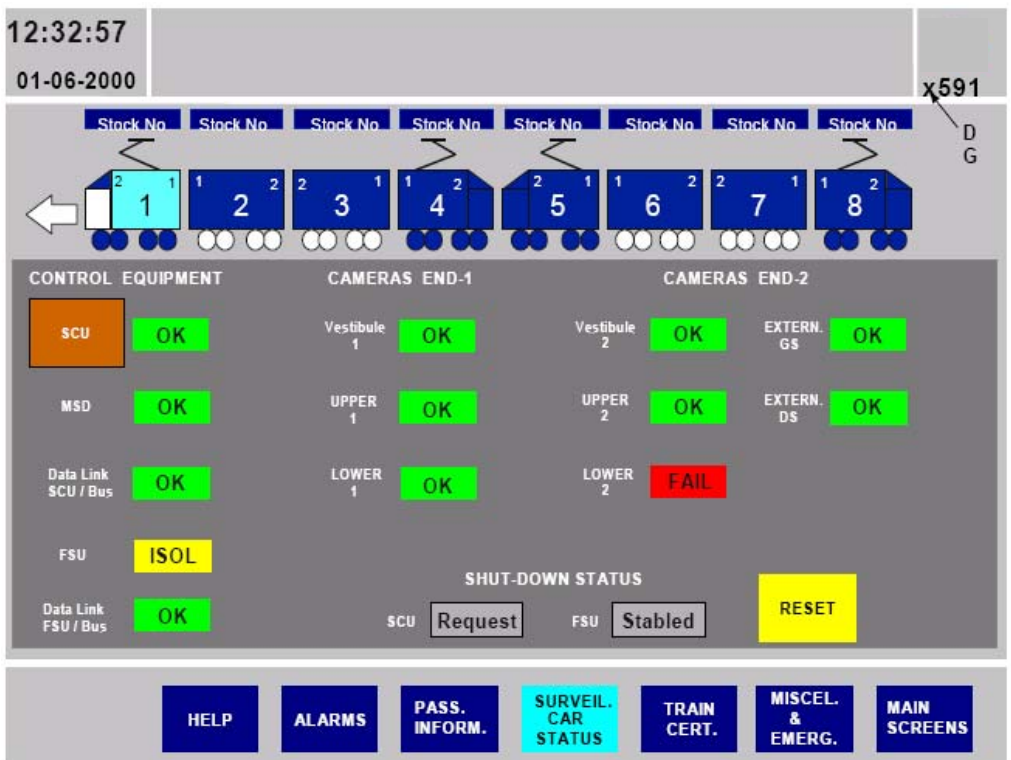 12:32:57
01-06-2000
x591
D
G
Stock No Stock No Stock No Stock No Stock No Stock No Stock No Stock No
2 1 1 2 2 1 1 2 2 1 1 2 2 1 1 2
1 2 3 4 5 6 7 8
CONTROL EQUIPMENT CAMERAS END-1 CAMERAS END-2
SCU OK Vestibule 1 OK Vestibule 2 OK EXTERN. GS OK
MSD OK UPPER 1 OK UPPER 2 OK EXTERN. DS OK
Data Link SCU / Bus OK LOWER 1 OK LOWER 2 FAIL
FSU ISOL
SHUT-DOWN STATUS
Data Link FSU / Bus OK SCU Request FSU Stabled RESET
HELP ALARMS PASS. INFORM. SURVEIL. CAR STATUS TRAIN CERT. MISCEL. & EMERG. MAIN SCREENS